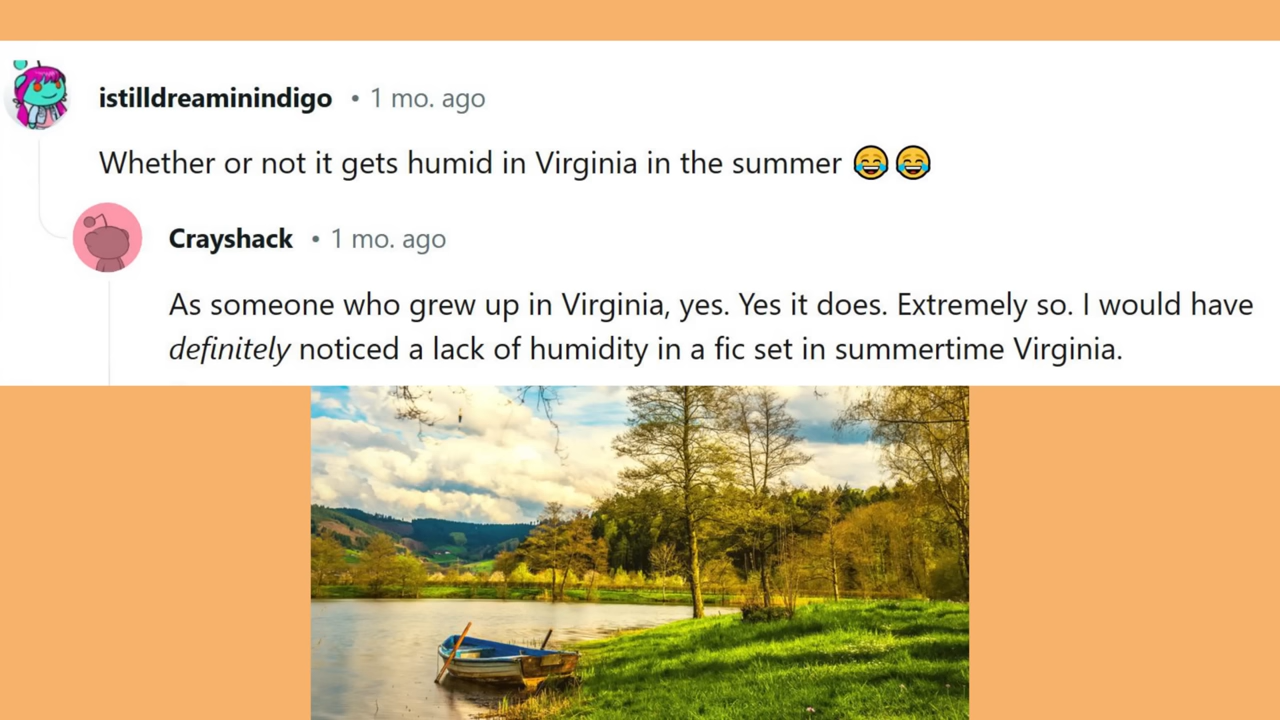 istilldreaminindigo • 1 mo. ago
Whether or not it gets humid in Virginia in the summer 😂😂
Crayshack • 1 mo. ago
As someone who grew up in Virginia, yes. Yes it does. Extremely so. I would have
definitely noticed a lack of humidity in a fic set in summertime Virginia.